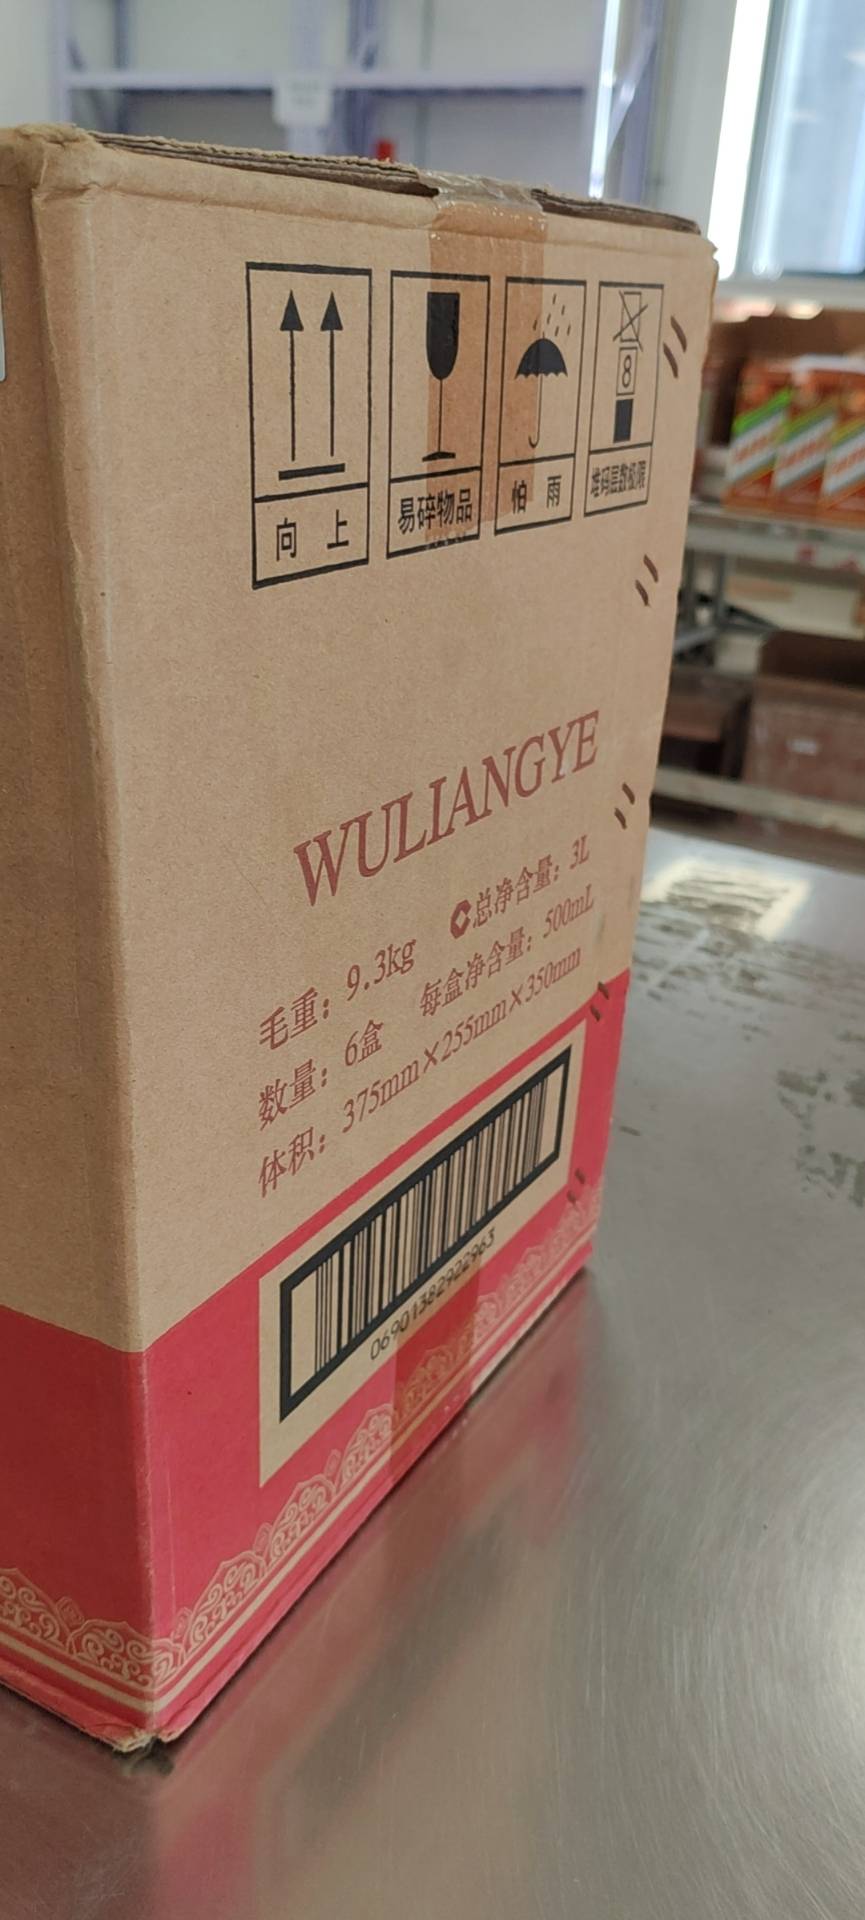 向上
易碎物品
怕雨
8
堆码层数极限
WULIANGYE
毛重：9.3kg 总净含量：3L
数量：6盒 每盒净含量：500mL
体积：375mm×255mm×350mm
06901382922963